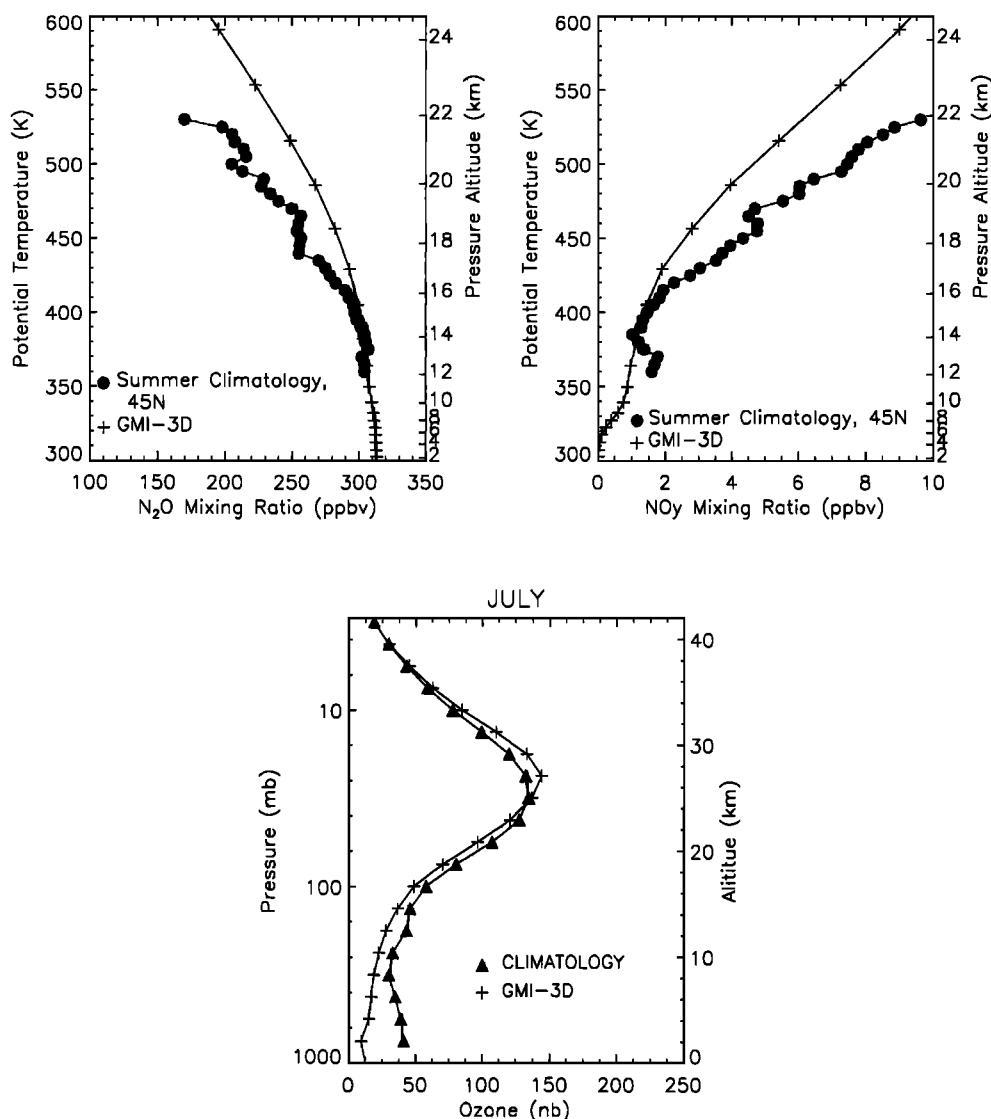 600
550
500
450
400
350
300
Potential Temperature (K)
24
22
20
18
16
14
12
10
8
6
4
2
Pressure Altitude (km)
Summer Climatology,
45N
GMI-3D
100 150 200 250 300 350
N₂O Mixing Ratio (ppbv)
600
550
500
450
400
350
300
Potential Temperature (K)
24
22
20
18
16
14
12
10
8
6
4
2
Pressure Altitude (km)
Summer Climatology, 45N
GMI-3D
0 2 4 6 8 10
NOy Mixing Ratio (ppbv)
JULY
10
100
1000
Pressure (mb)
40
30
20
10
0
Alititue (km)
CLIMATOLOGY
GMI-3D
0 50 100 150 200 250
Ozone (nb)